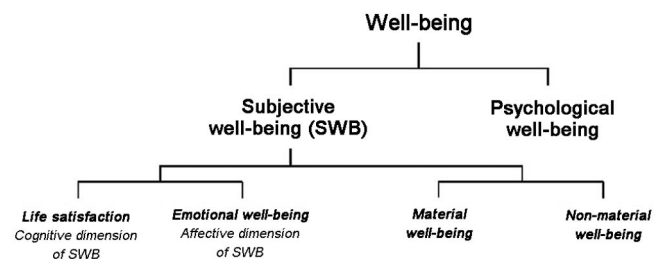 Well-being
Subjective
well-being (SWB)
Psychological
well-being
Life satisfaction
Cognitive dimension
of SWB
Emotional well-being
Affective dimension
of SWB
Material
well-being
Non-material
well-being